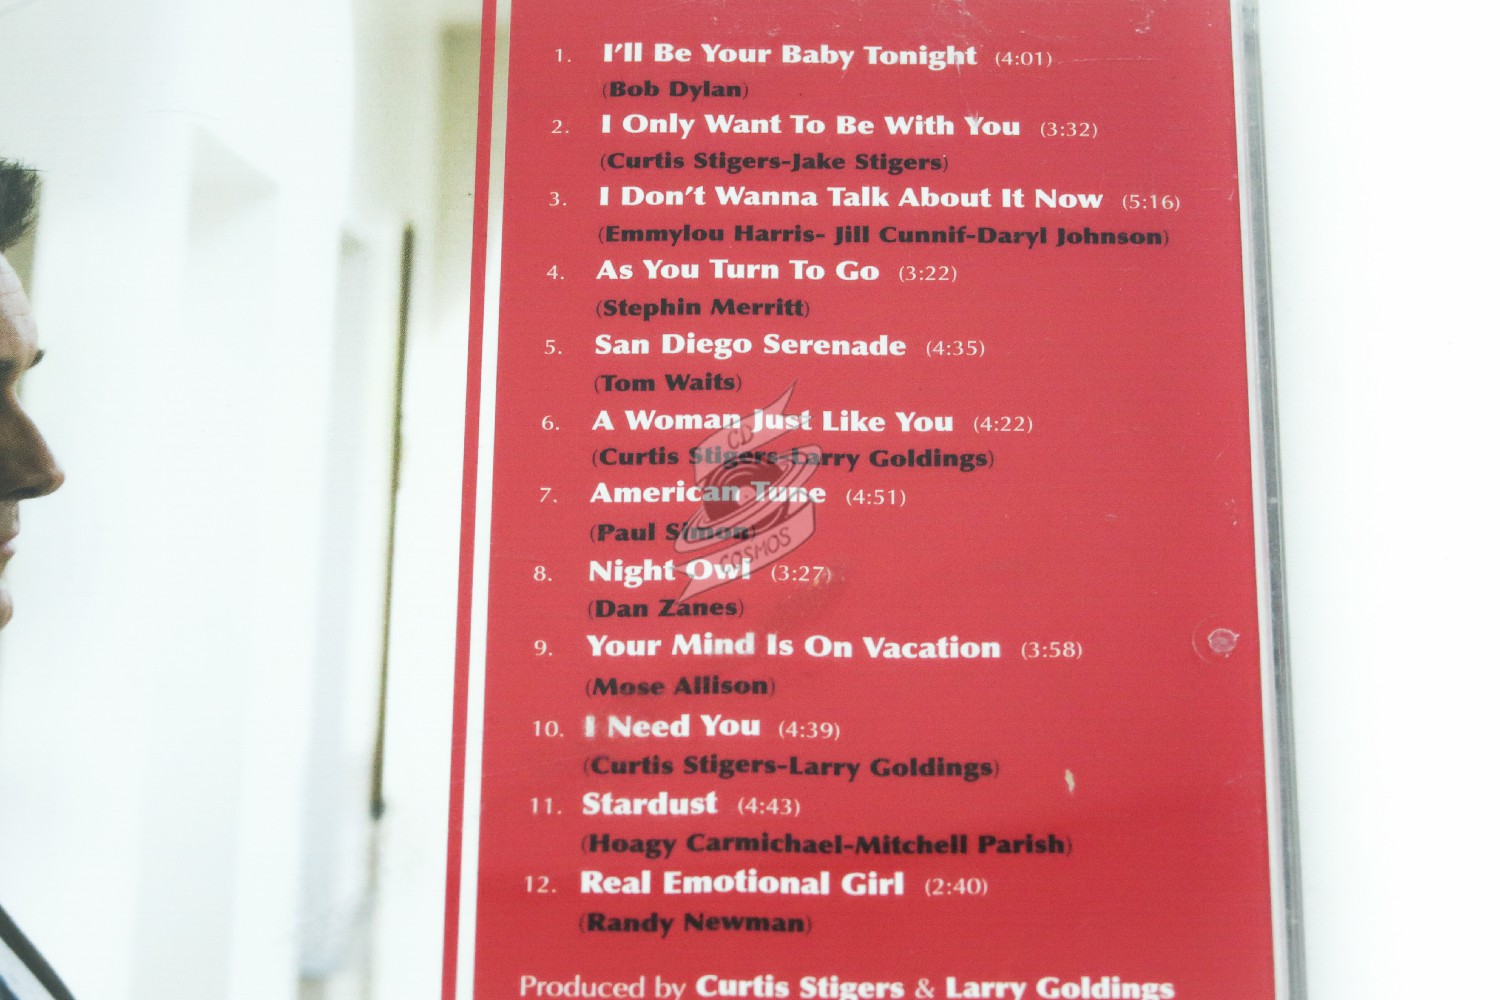 1. I'll Be Your Baby Tonight (4:01)
(Bob Dylan)
2. I Only Want To Be With You (3:32)
(Curtis Stigers-Jake Stigers)
3. I Don't Wanna Talk About It Now (5:16)
(Emmylou Harris- Jill Cunnif-Daryl Johnson)
4. As You Turn To Go (3:22)
(Stephin Merritt)
5. San Diego Serenade (4:35)
(Tom Waits)
6. A Woman Just Like You (4:22)
(Curtis Stigers-Larry Goldings)
7. American Tune (4:51)
(Paul Simon)
8. Night Owl (3:27)
(Dan Zanes)
9. Your Mind Is On Vacation (3:58)
(Mose Allison)
10. I Need You (4:39)
(Curtis Stigers-Larry Goldings)
11. Stardust (4:43)
(Hoagy Carmichael-Mitchell Parish)
12. Real Emotional Girl (2:40)
(Randy Newman)
Produced by Curtis Stigers & Larry Goldings
CD
COSMOS